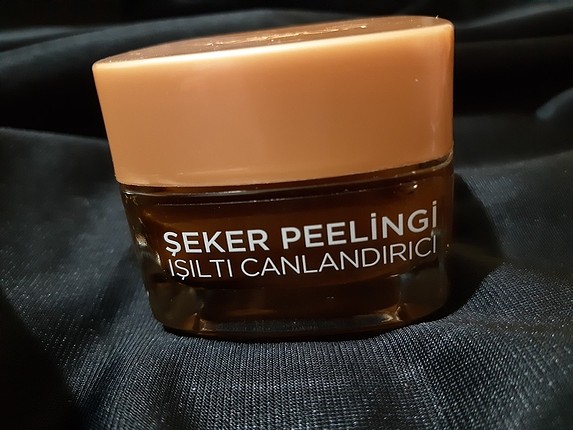 ŞEKER PEELİNGİ
IŞILTI CANLANDIRICI